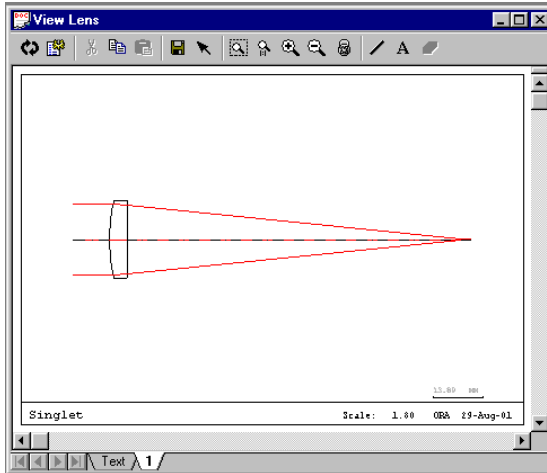 View Lens
A
13.89 MM
Singlet
Scale: 1.80 ORA 29-Aug-01
Text 1